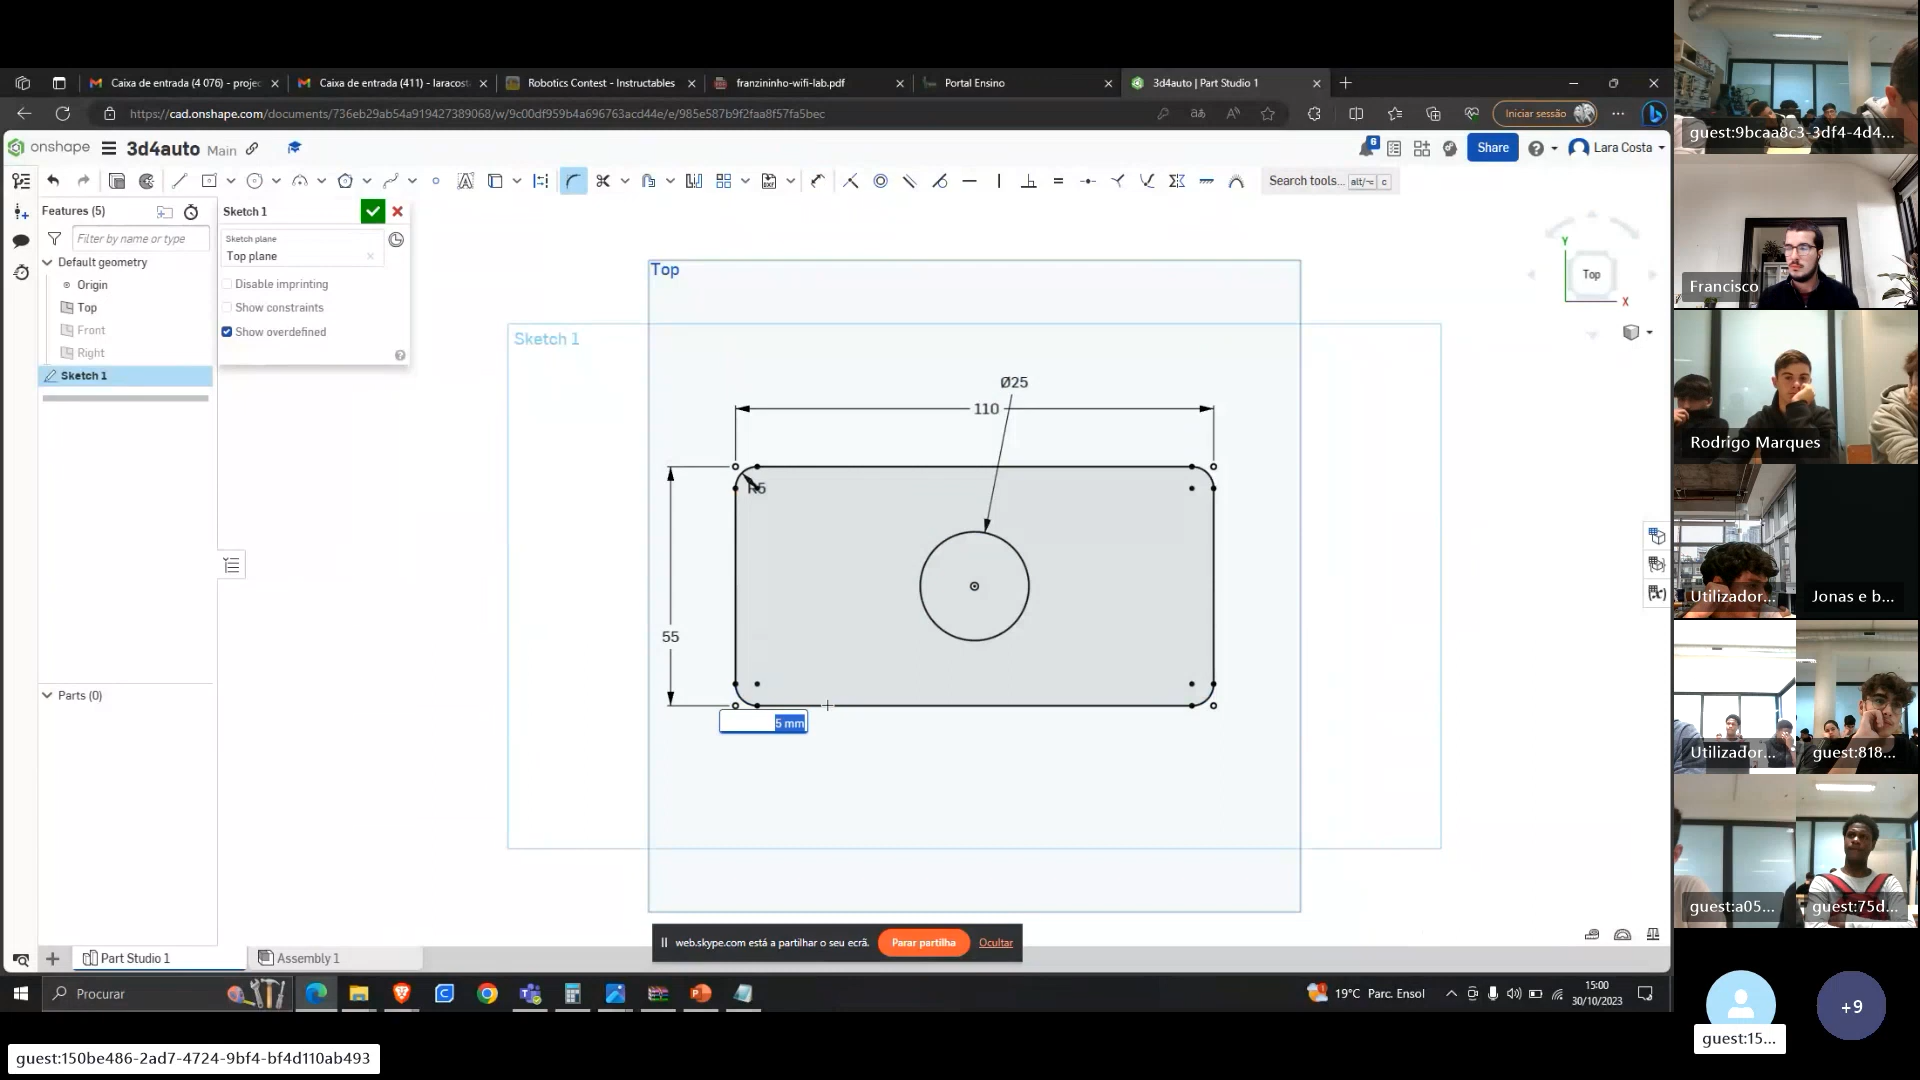 Caixa de entrada (4 076) - projec
Caixa de entrada (411) - laracost
Robotics Contest - Instructables
franzininho-wifi-lab.pdf
Portal Ensino
3d4auto | Part Studio 1
https://cad.onshape.com/documents/736eb29ab54a919427389068/w/9c00df959b4a696763acd44e/e/985e587b9f2faa8f57fa5bec
Iniciar sessão
onshape
3d4auto Main
6
Share
Lara Costa
Search tools... alt/⌥ c
Features (5)
Filter by name or type
Default geometry
Origin
Top
Front
Right
Sketch 1
Parts (0)
Sketch 1
Sketch plane
Top plane
Disable imprinting
Show constraints
Show overdefined
Top
Sketch 1
Ø25
110
R5
55
5 mm
Y
Top
X
web.skype.com está a partilhar o seu ecrã.
Parar partilha
Ocultar
Part Studio 1
Assembly 1
Procurar
19°C Parc. Ensol
15:00
30/10/2023
guest:9bcaa8c3-3df4-4d4...
Francisco
Rodrigo Marques
Utilizador...
Jonas e b...
Utilizador...
guest:818...
guest:a05...
guest:75d...
guest:15...
+9
guest:150be486-2ad7-4724-9bf4-bf4d110ab493